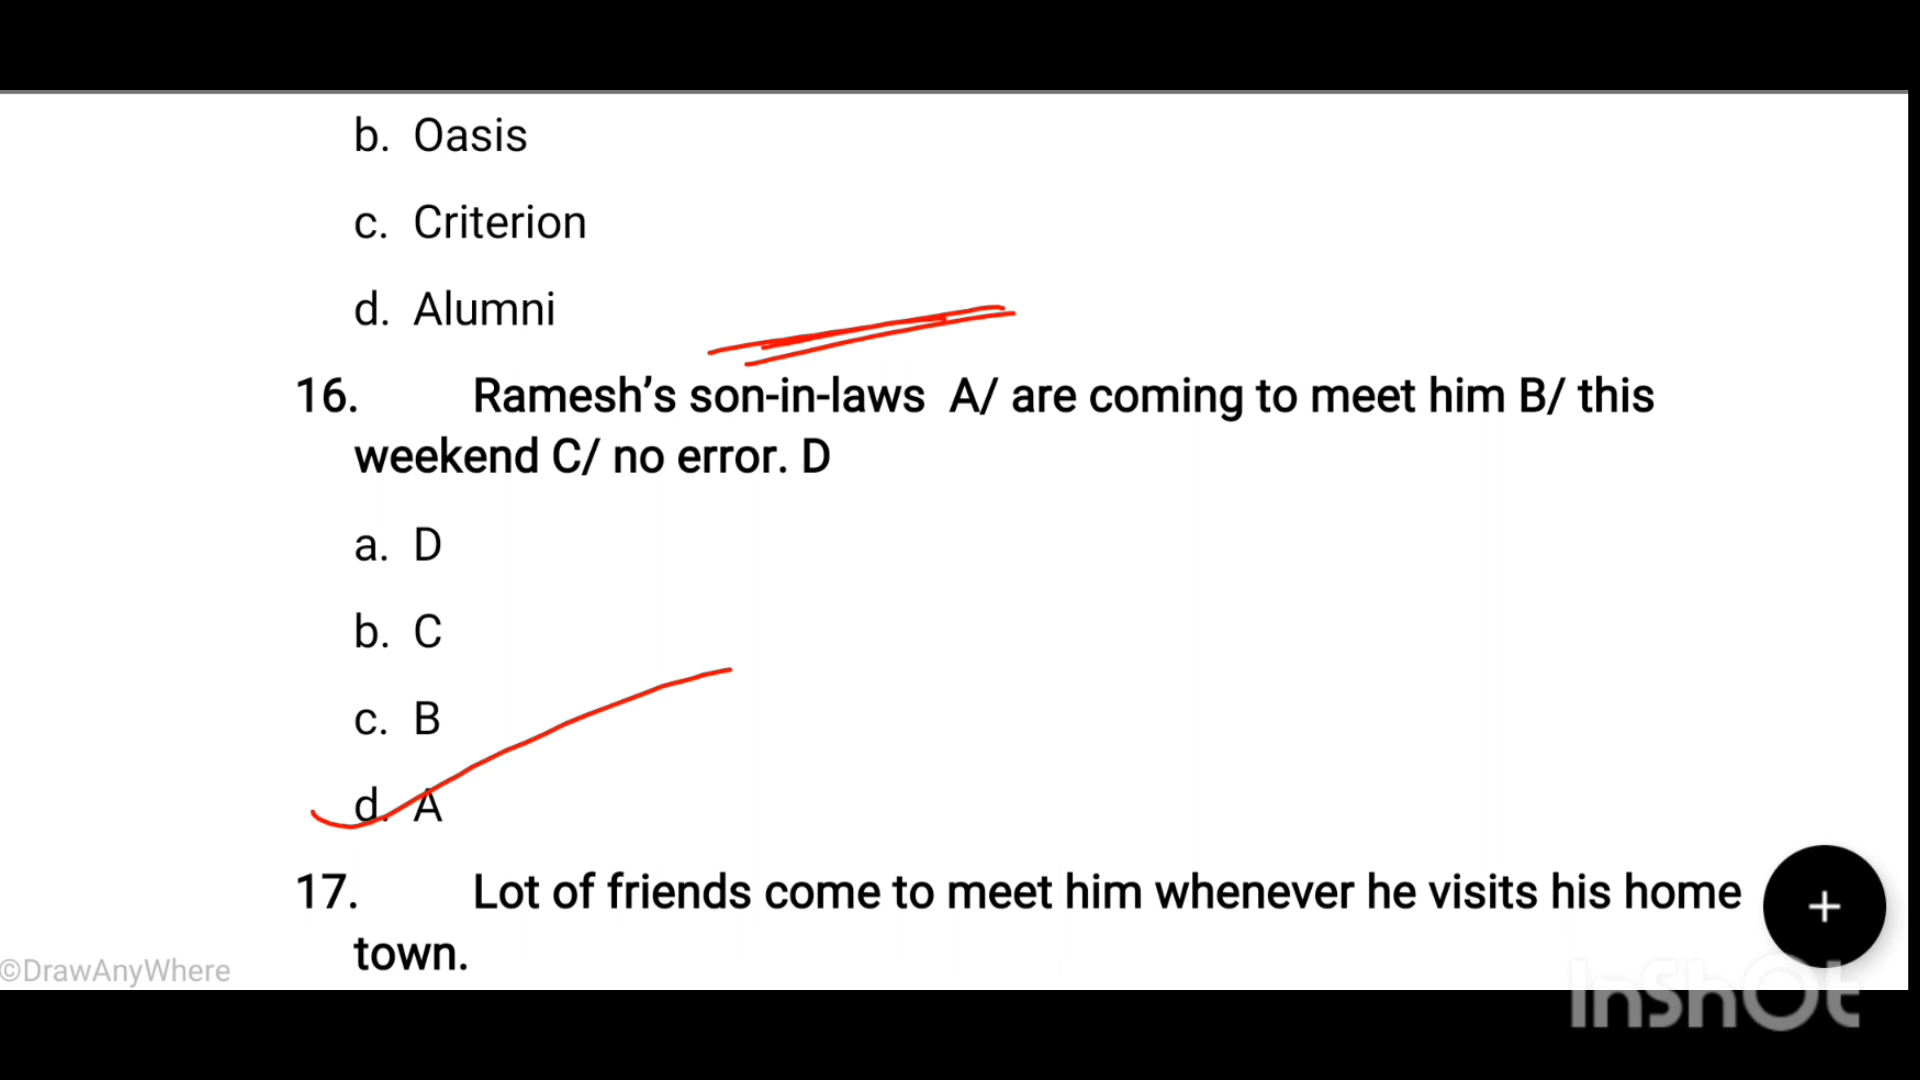 b. Oasis
c. Criterion
d. Alumni
16. Ramesh’s son-in-laws A/ are coming to meet him B/ this
weekend C/ no error. D
a. D
b. C
c. B
d. A
17. Lot of friends come to meet him whenever he visits his home
town.
+
©DrawAnyWhere
InShOt